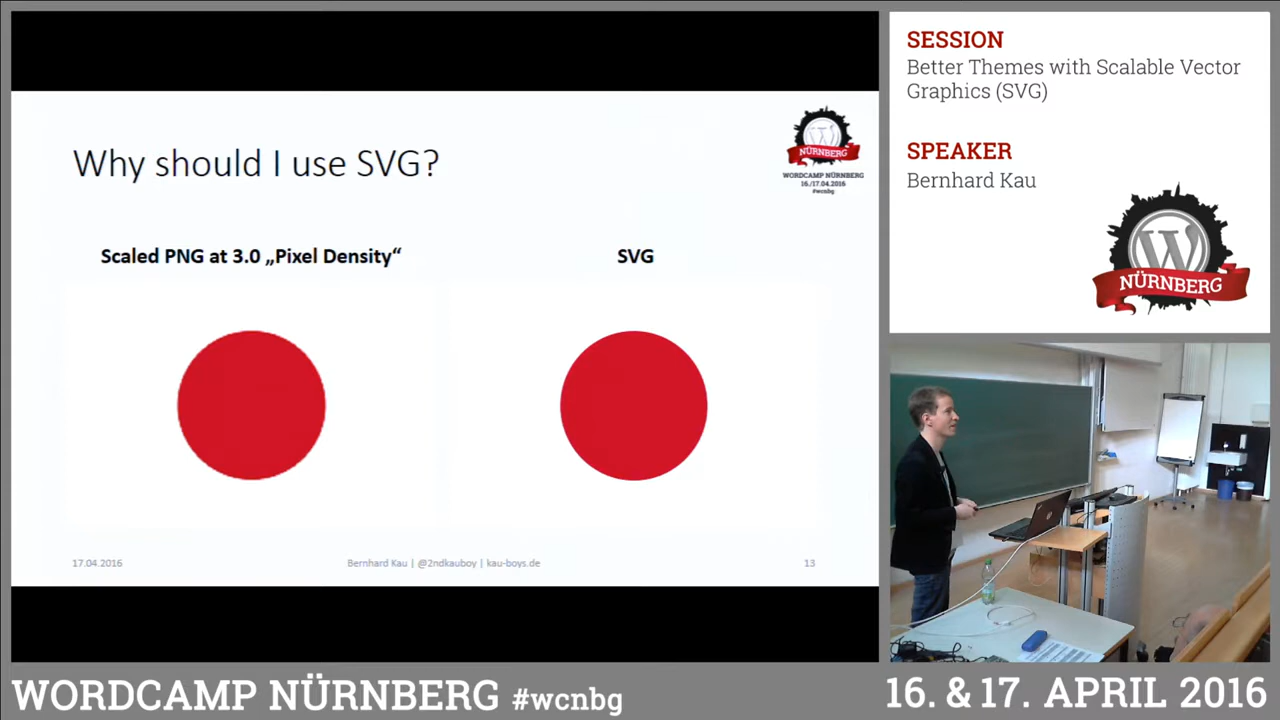 Why should I use SVG?
NÜRNBERG
WORDCAMP NÜRNBERG
16./17.04.2016
#wcnbg
Scaled PNG at 3.0 „Pixel Density“
SVG
17.04.2016
Bernhard Kau | @2ndkauboy | kau-boys.de
13
SESSION
Better Themes with Scalable Vector
Graphics (SVG)
SPEAKER
Bernhard Kau
NÜRNBERG
WORDCAMP NÜRNBERG #wcnbg
16. & 17. APRIL 2016